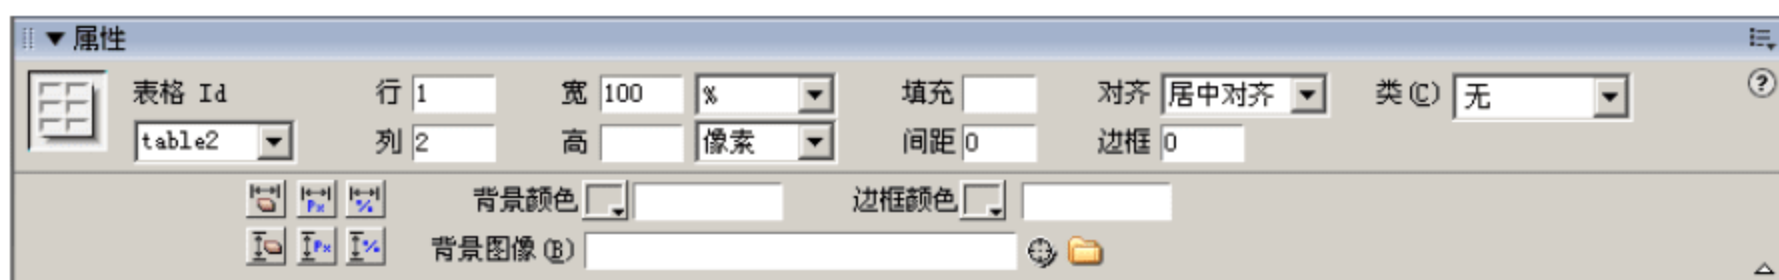 属性
表格 Id 行 1 宽 100 % 填充 对齐 居中对齐 类(C) 无
table2 列 2 高 像素 间距 0 边框 0
Px % 背景颜色 边框颜色
Px % 背景图像(B)